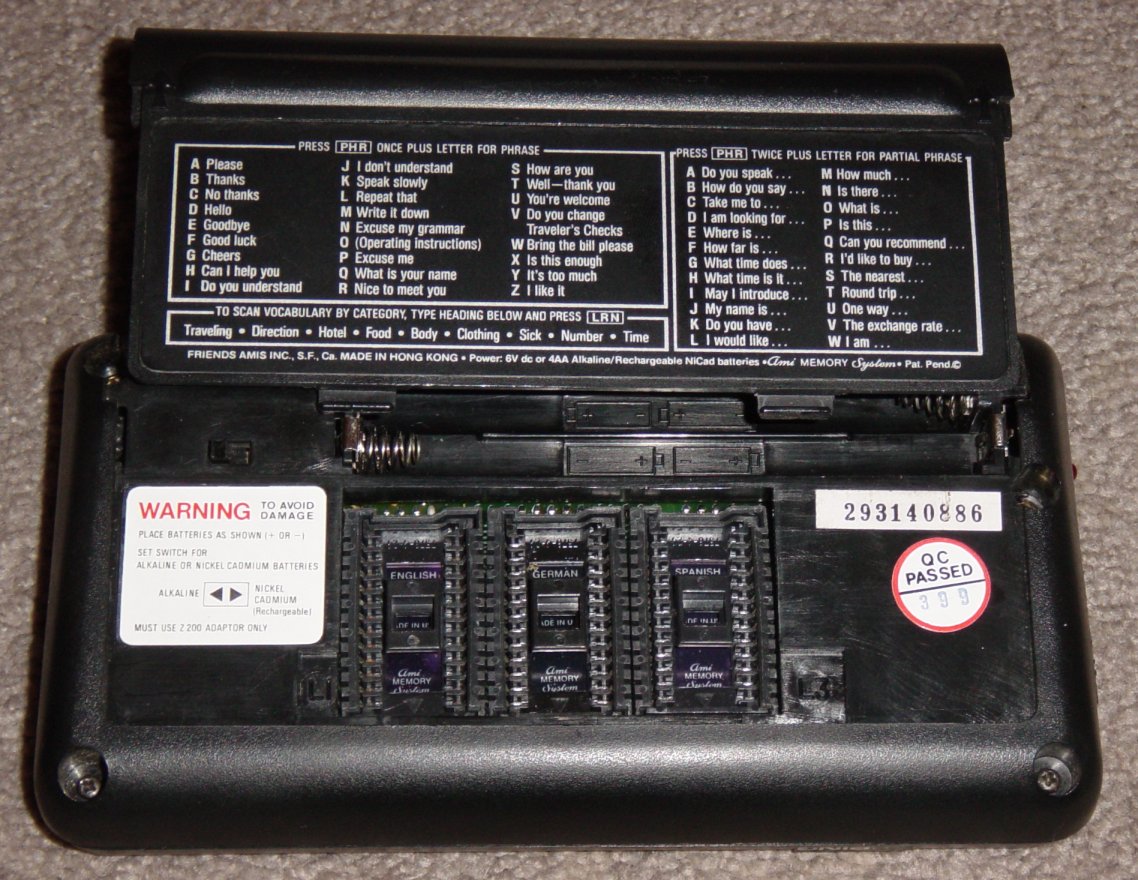 PRESS PHR ONCE PLUS LETTER FOR PHRASE
A Please
B Thanks
C No thanks
D Hello
E Goodbye
F Good luck
G Cheers
H Can I help you
I Do you understand
J I don't understand
K Speak slowly
L Repeat that
M Write it down
N Excuse my grammar
O (Operating instructions)
P Excuse me
Q What is your name
R Nice to meet you
S How are you
T Well—thank you
U You're welcome
V Do you change
Traveler's Checks
W Bring the bill please
X Is this enough
Y It's too much
Z I like it
PRESS PHR TWICE PLUS LETTER FOR PARTIAL PHRASE
A Do you speak...
B How do you say...
C Take me to...
D I am looking for...
E Where is...
F How far is...
G What time does...
H What time is it...
I May I introduce...
J My name is...
K Do you have...
L I would like...
M How much...
N Is there...
O What is...
P Is this...
Q Can you recommend...
R I'd like to buy...
S The nearest...
T Round trip...
U One way...
V The exchange rate...
W I am...
TO SCAN VOCABULARY BY CATEGORY, TYPE HEADING BELOW AND PRESS LRN
Traveling • Direction • Hotel • Food • Body • Clothing • Sick • Number • Time
FRIENDS AMIS INC., S.F., Ca. MADE IN HONG KONG • Power: 6V dc or 4AA Alkaline/Rechargeable NiCad batteries • Ami MEMORY System • Pat. Pend.©
WARNING TO AVOID DAMAGE
PLACE BATTERIES AS SHOWN (+ OR −)
SET SWITCH FOR
ALKALINE OR NICKEL CADMIUM BATTERIES
ALKALINE ◀▶ NICKEL CADMIUM (Rechargeable)
MUST USE Z 200 ADAPTOR ONLY
ENGLISH
ADE IN U
Ami
MEMORY
System
GERMAN
ADE IN U
Ami
MEMORY
System
SPANISH
ADE IN U
Ami
MEMORY
System
293140886
QC
PASSED
399